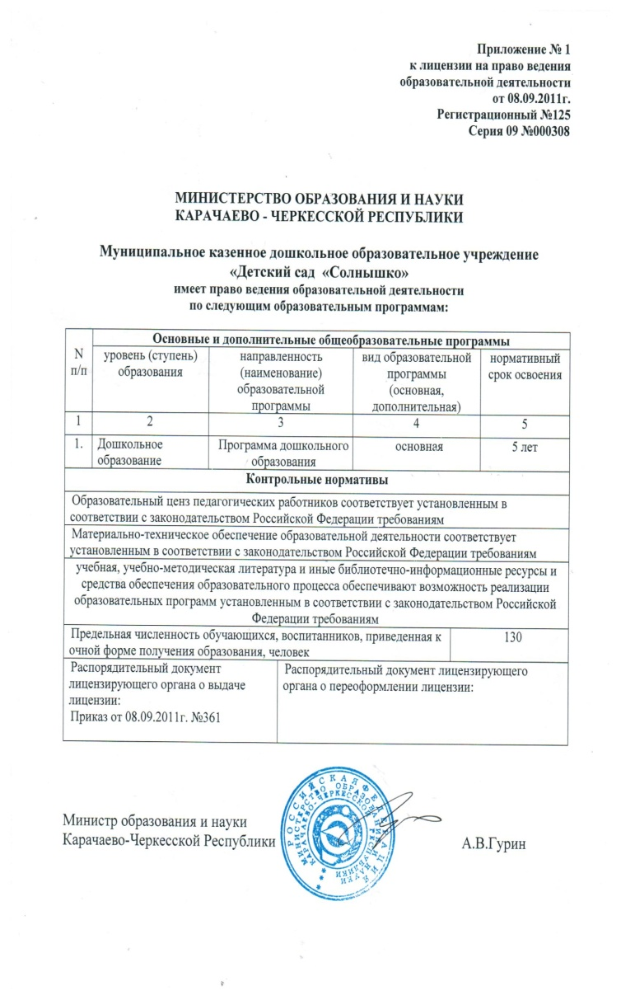 Приложение № 1
к лицензии на право ведения
образовательной деятельности
от 08.09.2011г.
Регистрационный №125
Серия 09 №000308
МИНИСТЕРСТВО ОБРАЗОВАНИЯ И НАУКИ
КАРАЧАЕВО - ЧЕРКЕССКОЙ РЕСПУБЛИКИ
Муниципальное казенное дошкольное образовательное учреждение
«Детский сад «Солнышко»
имеет право ведения образовательной деятельности
по следующим образовательным программам:
N
п/п
Основные и дополнительные общеобразовательные программы
уровень (ступень)
образования
направленность
(наименование)
образовательной
программы
вид образовательной
программы
(основная,
дополнительная)
нормативный
срок освоения
1 2 3 4 5
1. Дошкольное
образование
Программа дошкольного
образования
основная
5 лет
Контрольные нормативы
Образовательный ценз педагогических работников соответствует установленным в
соответствии с законодательством Российской Федерации требованиям
Материально-техническое обеспечение образовательной деятельности соответствует
установленным в соответствии с законодательством Российской Федерации требованиям
учебная, учебно-методическая литература и иные библиотечно-информационные ресурсы и
средства обеспечения образовательного процесса обеспечивают возможность реализации
образовательных программ установленным в соответствии с законодательством Российской
Федерации требованиям
Предельная численность обучающихся, воспитанников, приведенная к
очной форме получения образования, человек
130
Распорядительный документ
лицензирующего органа о выдаче
лицензии:
Приказ от 08.09.2011г. №361
Распорядительный документ лицензирующего
органа о переоформлении лицензии:
РОССИЙСКАЯ ФЕДЕРАЦИЯ
МИНИСТЕРСТВО ОБРАЗОВАНИЯ И НАУКИ
КАРАЧАЕВО-ЧЕРКЕССКОЙ РЕСПУБЛИКИ
Министр образования и науки
Карачаево-Черкесской Республики
А.В.Гурин